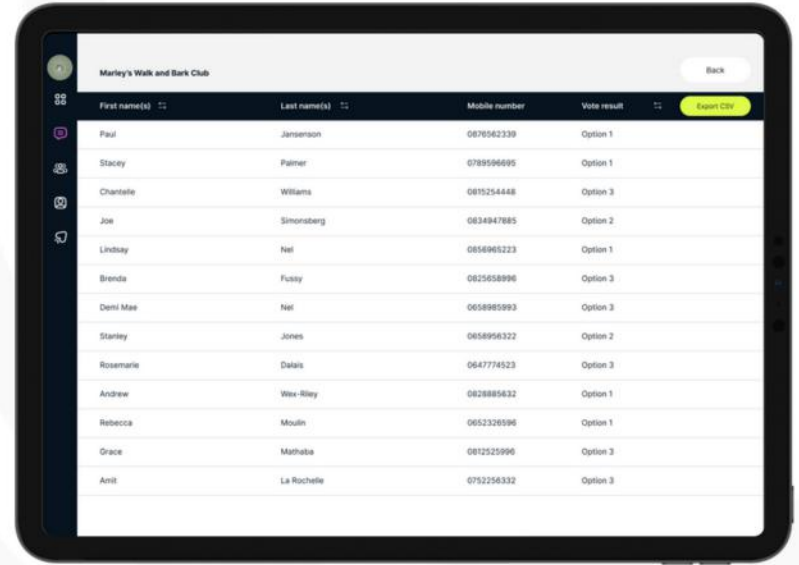 Marley's Walk and Bark Club Back
First name(s) Last name(s) Mobile number Vote result Export CSV
Paul Jansenson 0876562339 Option 1
Stacey Palmer 0789596695 Option 1
Chantelle Williams 0815254448 Option 3
Joe Simonsberg 0834947885 Option 2
Lindsay Nel 0856965223 Option 1
Brenda Fussy 0825658996 Option 3
Demi Mae Nel 0658985993 Option 3
Stanley Jones 0658956322 Option 2
Rosemarie Dalais 0647774523 Option 3
Andrew Wex-Riley 0828885632 Option 1
Rebecca Moulin 0652326596 Option 1
Grace Mathaba 0812525996 Option 3
Amit La Rochelle 0752256332 Option 3